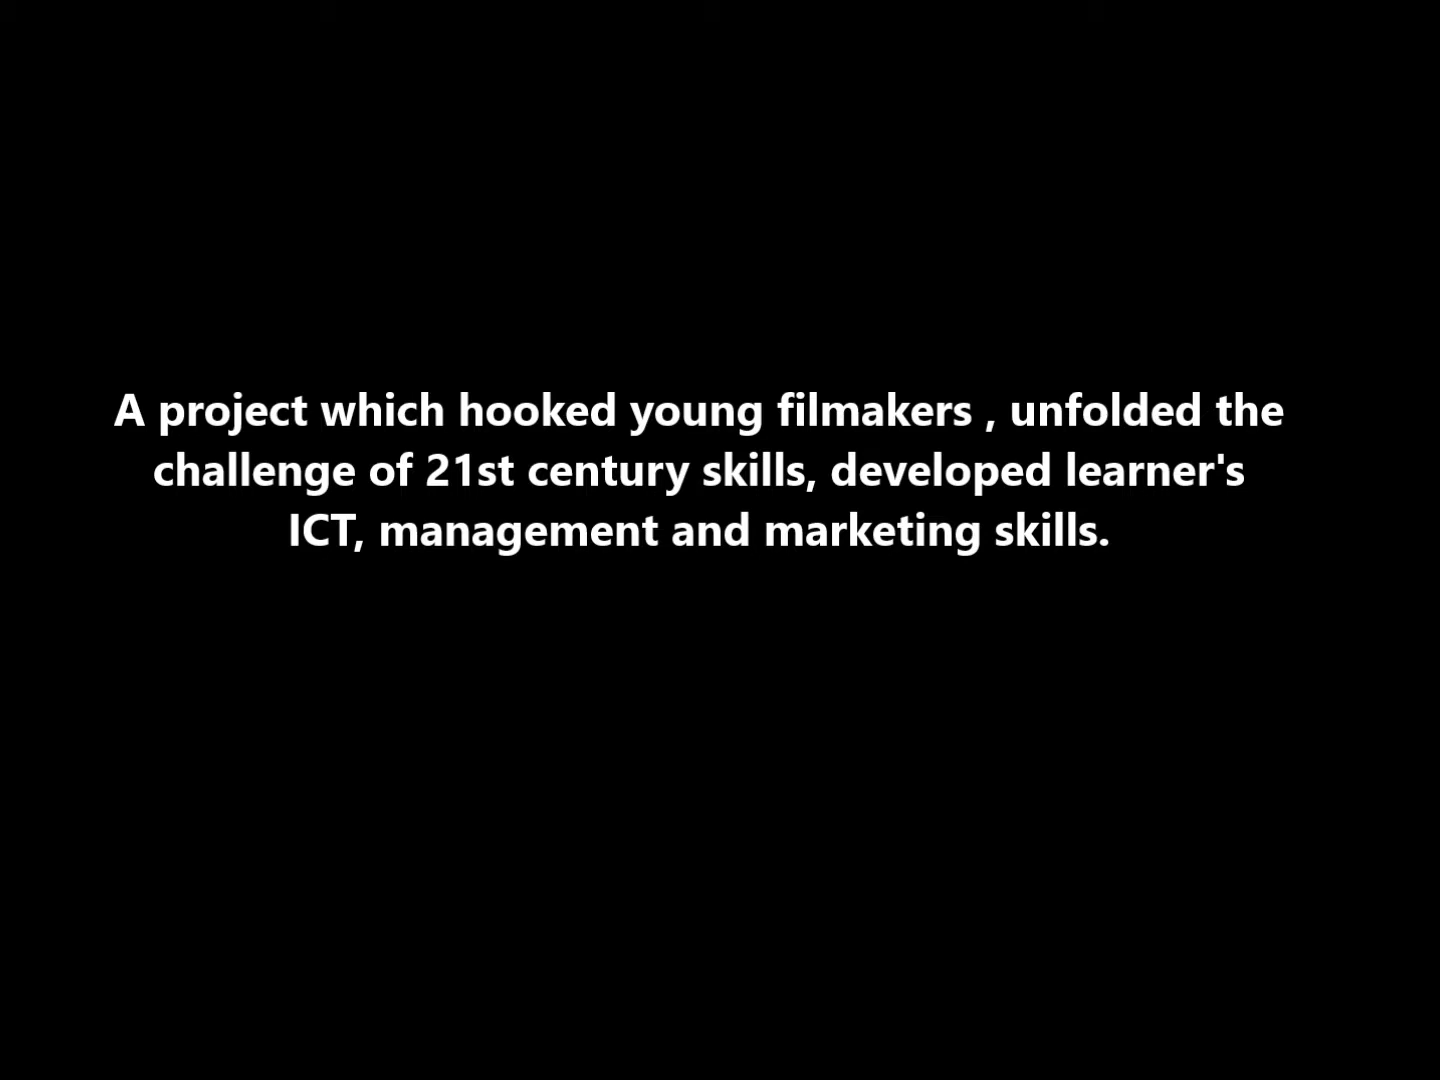 A project which hooked young filmakers , unfolded the
challenge of 21st century skills, developed learner's
ICT, management and marketing skills.